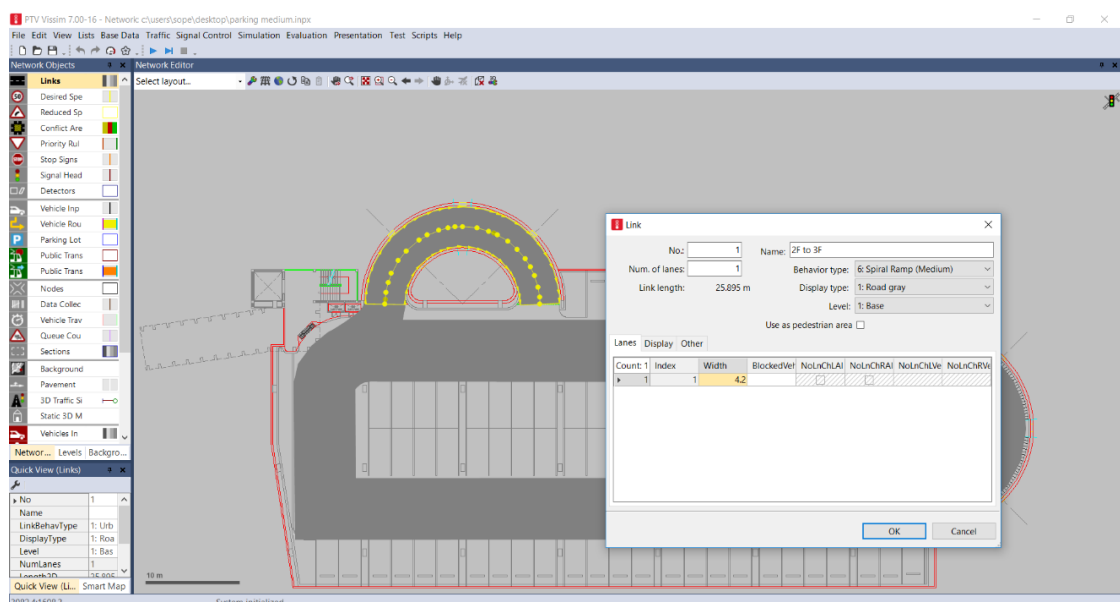 PTV Vissim 7.00-16 - Network: c:\users\sope\desktop\parking medium.inpx
File Edit View Lists Base Data Traffic Signal Control Simulation Evaluation Presentation Test Scripts Help
Network Objects
Network Editor
Links
Select layout...
Desired Spe
Reduced Sp
Conflict Are
Priority Rul
Stop Signs
Signal Head
Detectors
Vehicle Inp
Vehicle Rou
Parking Lot
Public Trans
Public Trans
Nodes
Data Collec
Vehicle Trav
Queue Cou
Sections
Background
Pavement
3D Traffic Si
Static 3D M
Vehicles In
Networ... Levels Backgro...
Quick View (Links)
No 1
Name
LinkBehavType 1: Urb
DisplayType 1: Roa
Level 1: Bas
NumLanes 1
Length3D 25.895
Quick View (Li... Smart Map
10 m
System initialized
Link
No.: 1 Name: 2F to 3F
Num. of lanes: 1 Behavior type: 6: Spiral Ramp (Medium)
Link length: 25.895 m Display type: 1: Road gray
Level: 1: Base
Use as pedestrian area
Lanes Display Other
Count: 1 Index Width BlockedVeh NoLnChLAl NoLnChRAl NoLnChLVe NoLnChRVe
1 1 4.2
OK Cancel